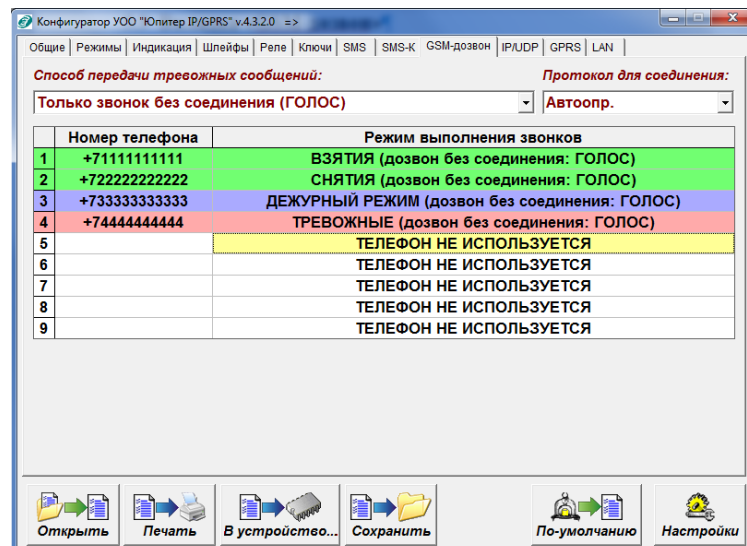 Конфигуратор УОО "Юпитер IP/GPRS" v.4.3.2.0 =>
Общие Режимы Индикация Шлейфы Реле Ключи SMS SMS-K GSM-дозвон IP/UDP GPRS LAN
Способ передачи тревожных сообщений: Протокол для соединения:
Только звонок без соединения (ГОЛОС) Автоопр.
Номер телефона Режим выполнения звонков
1 +71111111111 ВЗЯТИЯ (дозвон без соединения: ГОЛОС)
2 +722222222222 СНЯТИЯ (дозвон без соединения: ГОЛОС)
3 +733333333333 ДЕЖУРНЫЙ РЕЖИМ (дозвон без соединения: ГОЛОС)
4 +74444444444 ТРЕВОЖНЫЕ (дозвон без соединения: ГОЛОС)
5 ТЕЛЕФОН НЕ ИСПОЛЬЗУЕТСЯ
6 ТЕЛЕФОН НЕ ИСПОЛЬЗУЕТСЯ
7 ТЕЛЕФОН НЕ ИСПОЛЬЗУЕТСЯ
8 ТЕЛЕФОН НЕ ИСПОЛЬЗУЕТСЯ
9 ТЕЛЕФОН НЕ ИСПОЛЬЗУЕТСЯ
Открыть Печать В устройство... Сохранить По-умолчанию Настройки